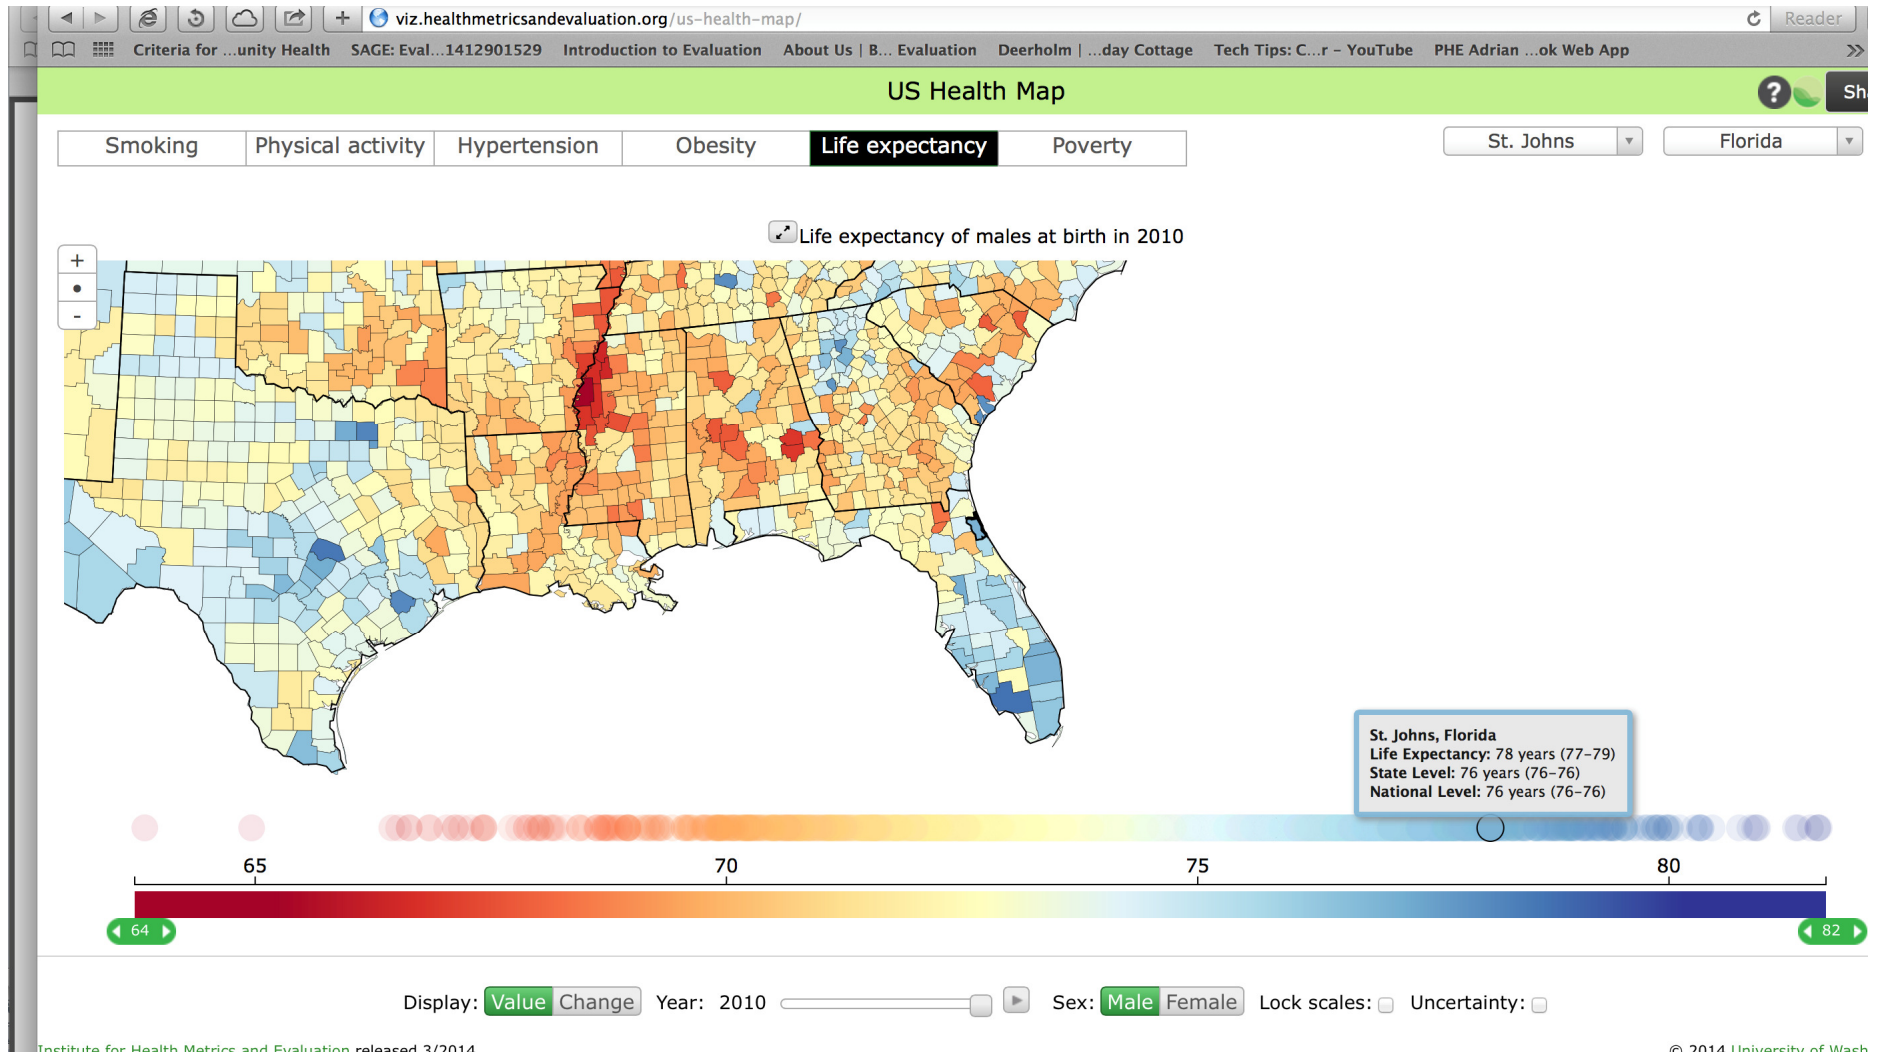 viz.healthmetricsandevaluation.org/us-health-map/
Reader
Criteria for ...unity Health SAGE: Eval...1412901529 Introduction to Evaluation About Us | B... Evaluation Deerholm | ...day Cottage Tech Tips: C...r – YouTube PHE Adrian ...ok Web App
US Health Map
?
Sh
Smoking Physical activity Hypertension Obesity Life expectancy Poverty
St. Johns Florida
Life expectancy of males at birth in 2010
+
-
St. Johns, Florida
Life Expectancy: 78 years (77-79)
State Level: 76 years (76-76)
National Level: 76 years (76-76)
65 70 75 80
64 82
Display: Value Change Year: 2010 Sex: Male Female Lock scales: Uncertainty:
Institute for Health Metrics and Evaluation released 3/2014
© 2014 University of Wash